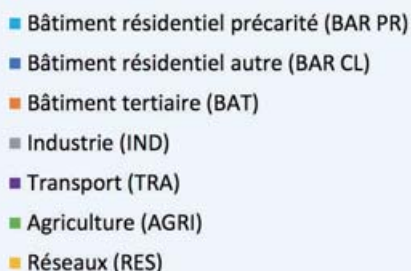 Bâtiment résidentiel précarité (BAR PR)
Bâtiment résidentiel autre (BAR CL)
Bâtiment tertiaire (BAT)
Industrie (IND)
Transport (TRA)
Agriculture (AGRI)
Réseaux (RES)